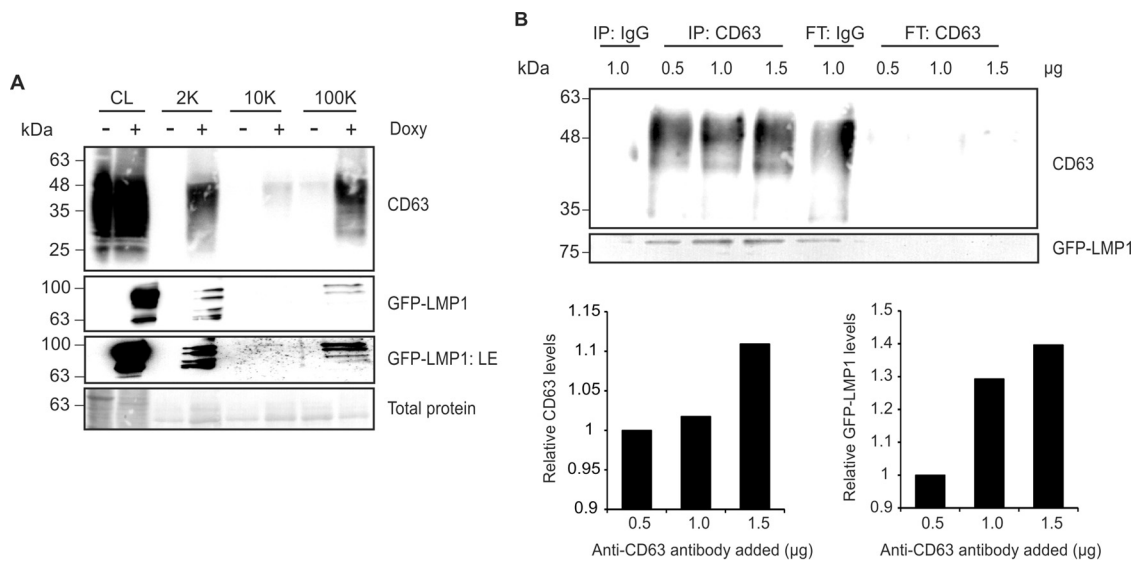 A
CL 2K 10K 100K
kDa - + - + - + - + Doxy
63
48
35
25
CD63
100
63
GFP-LMP1
100
63
GFP-LMP1: LE
63
Total protein
B
IP: IgG IP: CD63 FT: IgG FT: CD63
kDa 1.0 0.5 1.0 1.5 1.0 0.5 1.0 1.5 µg
63
48
35
CD63
75
GFP-LMP1
Relative CD63 levels
1.15
1.1
1.05
1
0.95
0.9
0.5 1.0 1.5
Anti-CD63 antibody added (µg)
Relative GFP-LMP1 levels
1.5
1.4
1.3
1.2
1.1
1
0.9
0.5 1.0 1.5
Anti-CD63 antibody added (µg)